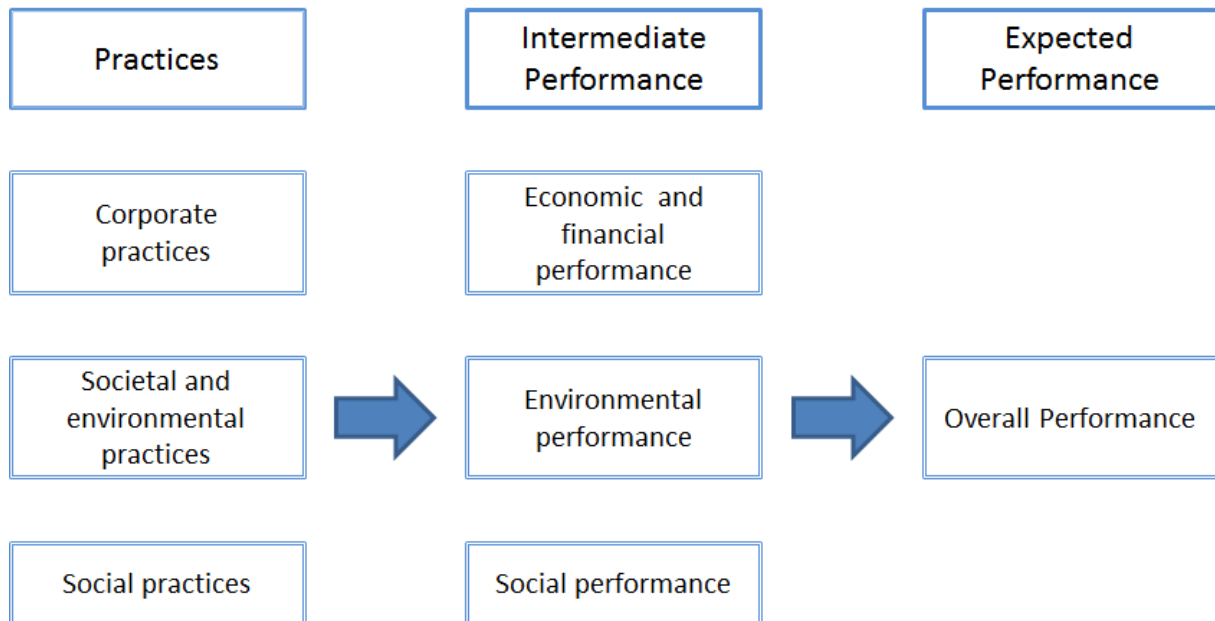 Practices
Intermediate
Performance
Expected
Performance
Corporate
practices
Economic and
financial
performance
Societal and
environmental
practices
Environmental
performance
Overall Performance
Social practices
Social performance